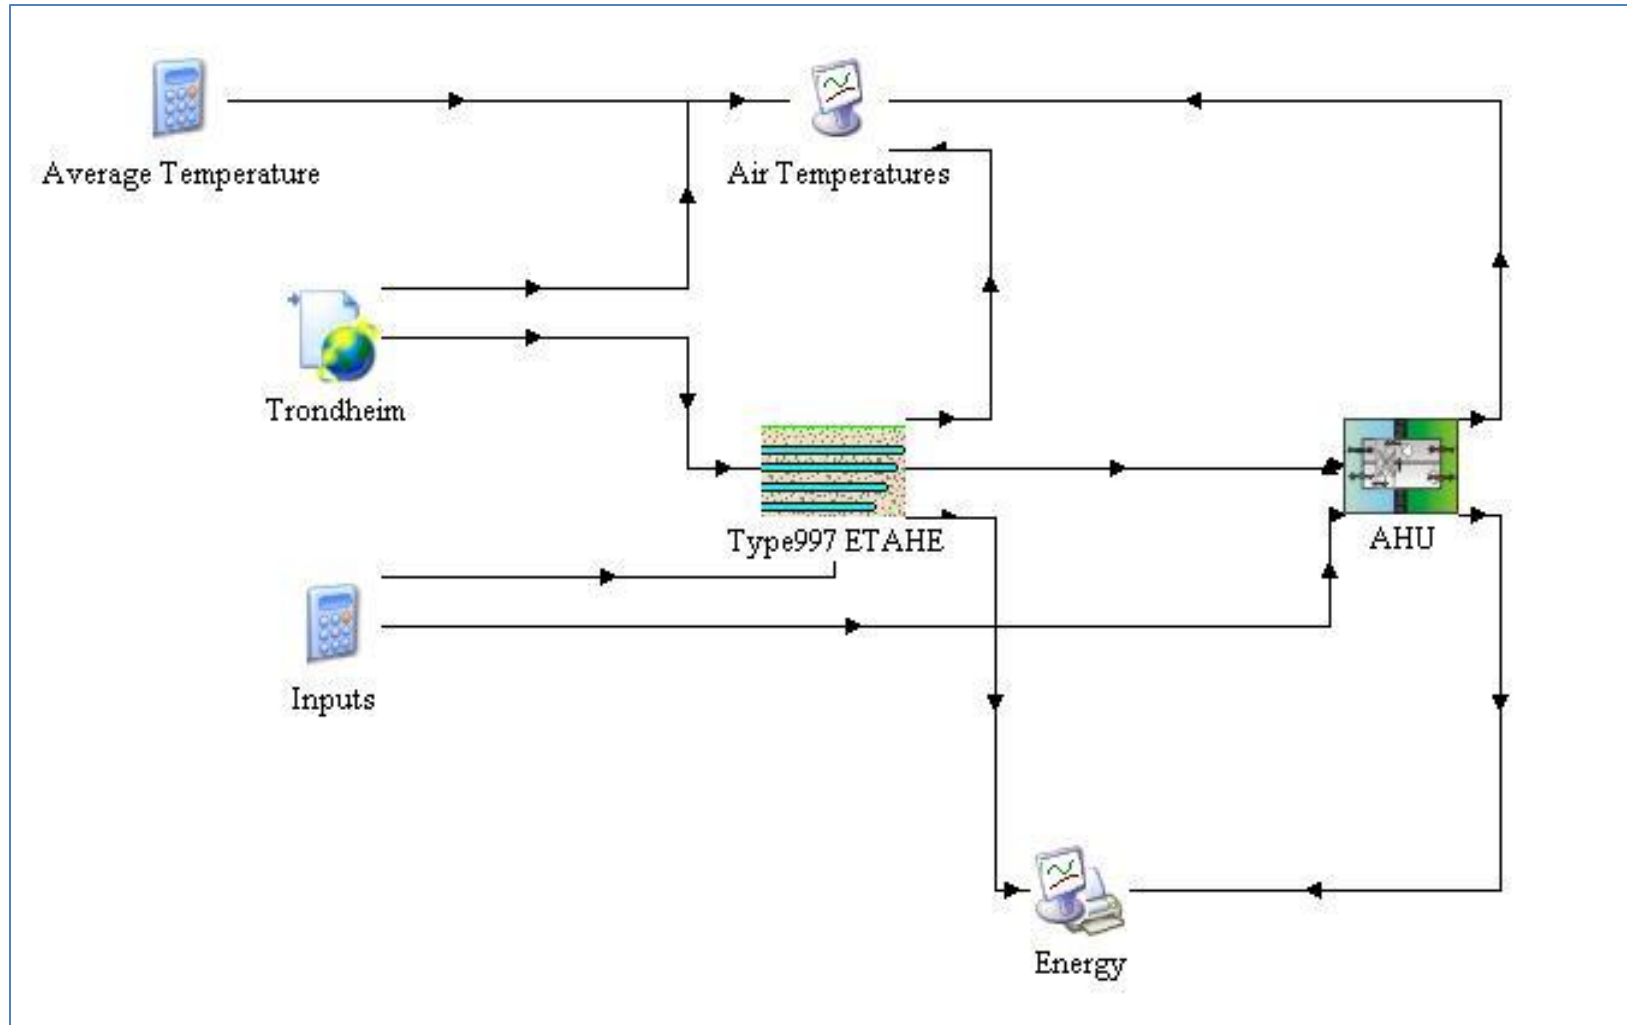 Average Temperature
Air Temperatures
Trondheim
Type997 ETAHE
AHU
Inputs
Energy